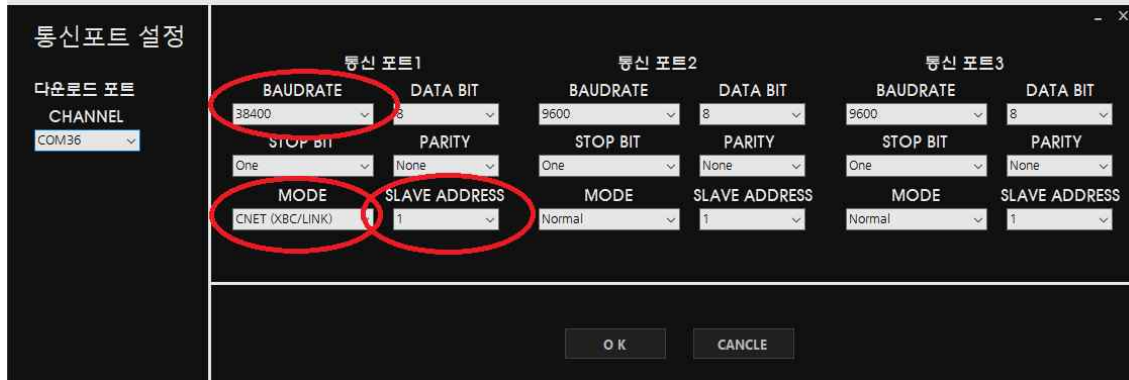 통신포트 설정
다운로드 포트
CHANNEL
COM36
통신 포트1
BAUDRATE DATA BIT
38400 8
STOP BIT PARITY
One None
MODE SLAVE ADDRESS
CNET (XBC/LINK) 1
통신 포트2
BAUDRATE DATA BIT
9600 8
STOP BIT PARITY
One None
MODE SLAVE ADDRESS
Normal 1
통신 포트3
BAUDRATE DATA BIT
9600 8
STOP BIT PARITY
One None
MODE SLAVE ADDRESS
Normal 1
O K CANCLE